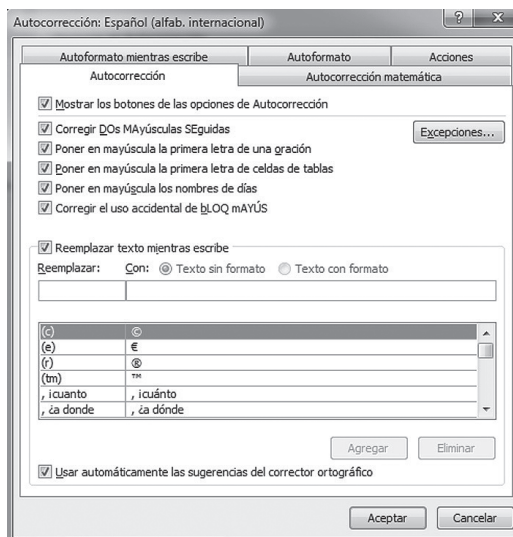 Autocorrección: Español (alfab. internacional)
Autoformato mientras escribe Autoformato Acciones
Autocorrección Autocorrección matemática
Mostrar los botones de las opciones de Autocorrección
Corregir DOs MAyúsculas SEguidas Excepciones...
Poner en mayúscula la primera letra de una oración
Poner en mayúscula la primera letra de celdas de tablas
Poner en mayúscula los nombres de días
Corregir el uso accidental de bLOQ mAYÚS
Reemplazar texto mientras escribe
Reemplazar: Con: Texto sin formato Texto con formato
(c) ©
(e) €
(r) ®
(tm) ™
, icuanto , icuánto
, ¿a donde , ¿a dónde
Agregar Eliminar
Usar automáticamente las sugerencias del corrector ortográfico
Aceptar Cancelar